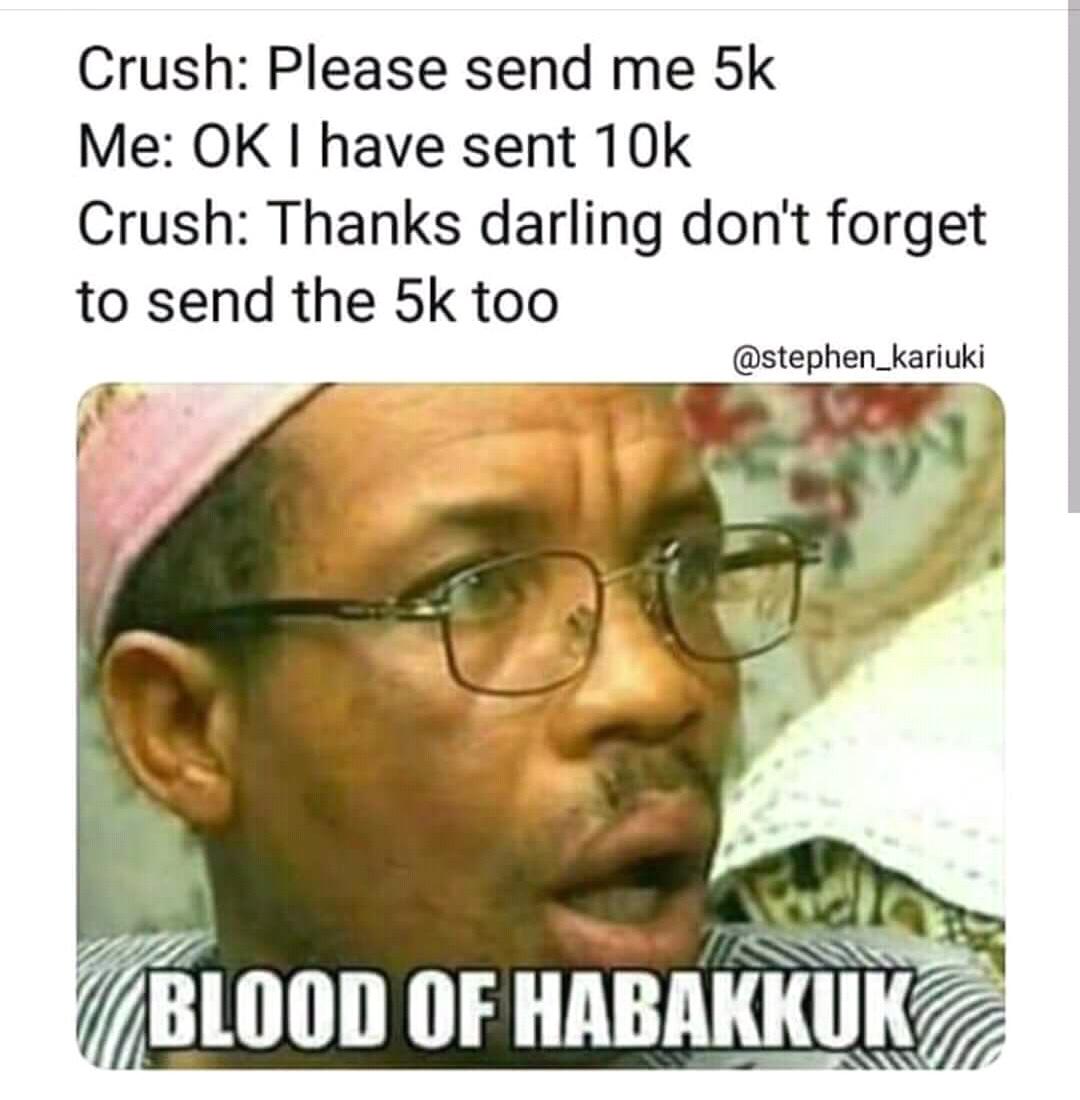 Crush: Please send me 5k
Me: OK I have sent 10k
Crush: Thanks darling don't forget
to send the 5k too
@stephen_kariuki
BLOOD OF HABAKKUK